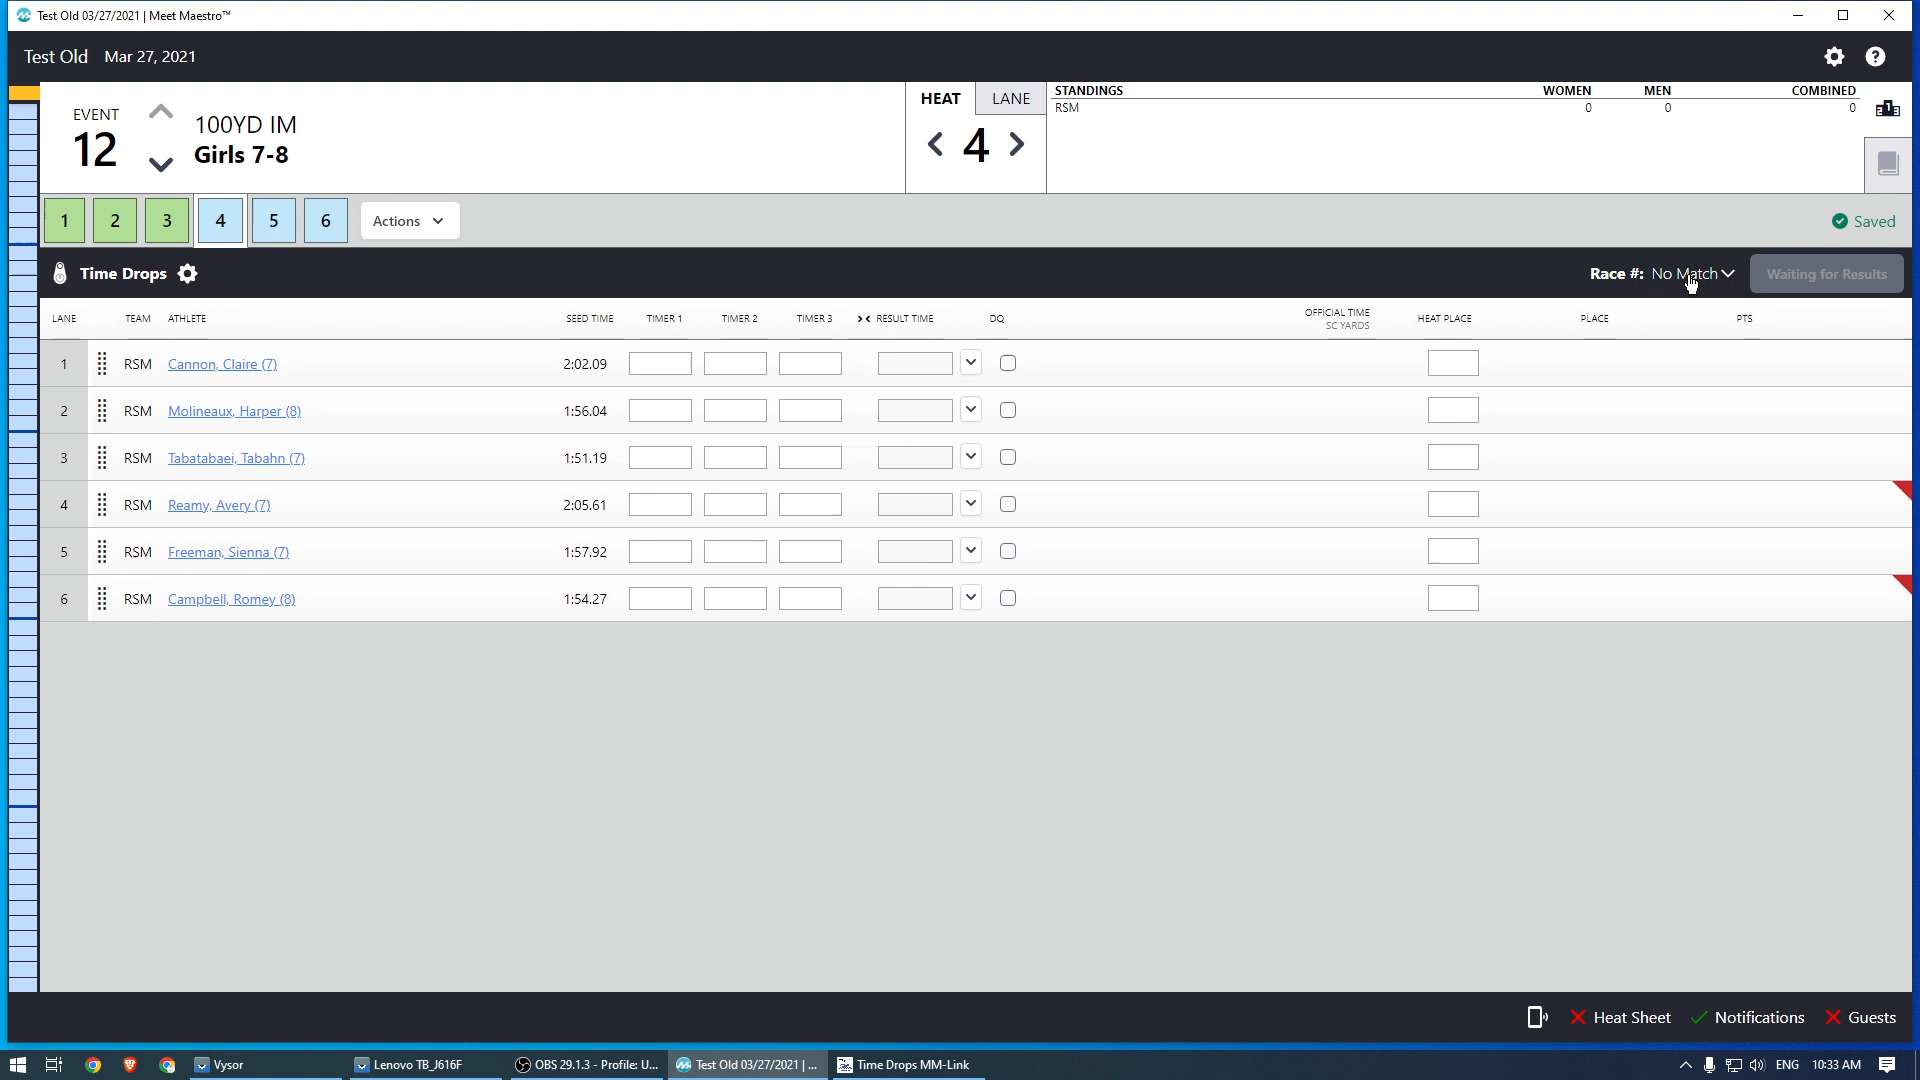 Test Old 03/27/2021 | Meet Maestro™
Test Old Mar 27, 2021
EVENT
12
100YD IM
Girls 7-8
HEAT LANE
4
STANDINGS WOMEN MEN COMBINED
RSM 0 0 0
1 2 3 4 5 6 Actions
Saved
Time Drops
Race #: No Match
Waiting for Results
LANE TEAM ATHLETE SEED TIME TIMER 1 TIMER 2 TIMER 3 RESULT TIME DQ OFFICIAL TIME HEAT PLACE PLACE PTS
SC YARDS
1 RSM Cannon, Claire (7) 2:02.09
2 RSM Molineaux, Harper (8) 1:56.04
3 RSM Tabatabaei, Tabahn (7) 1:51.19
4 RSM Reamy, Avery (7) 2:05.61
5 RSM Freeman, Sienna (7) 1:57.92
6 RSM Campbell, Romey (8) 1:54.27
Heat Sheet Notifications Guests
Vysor Lenovo TB_J616F OBS 29.1.3 - Profile: U... Test Old 03/27/2021 | ... Time Drops MM-Link ENG 10:33 AM